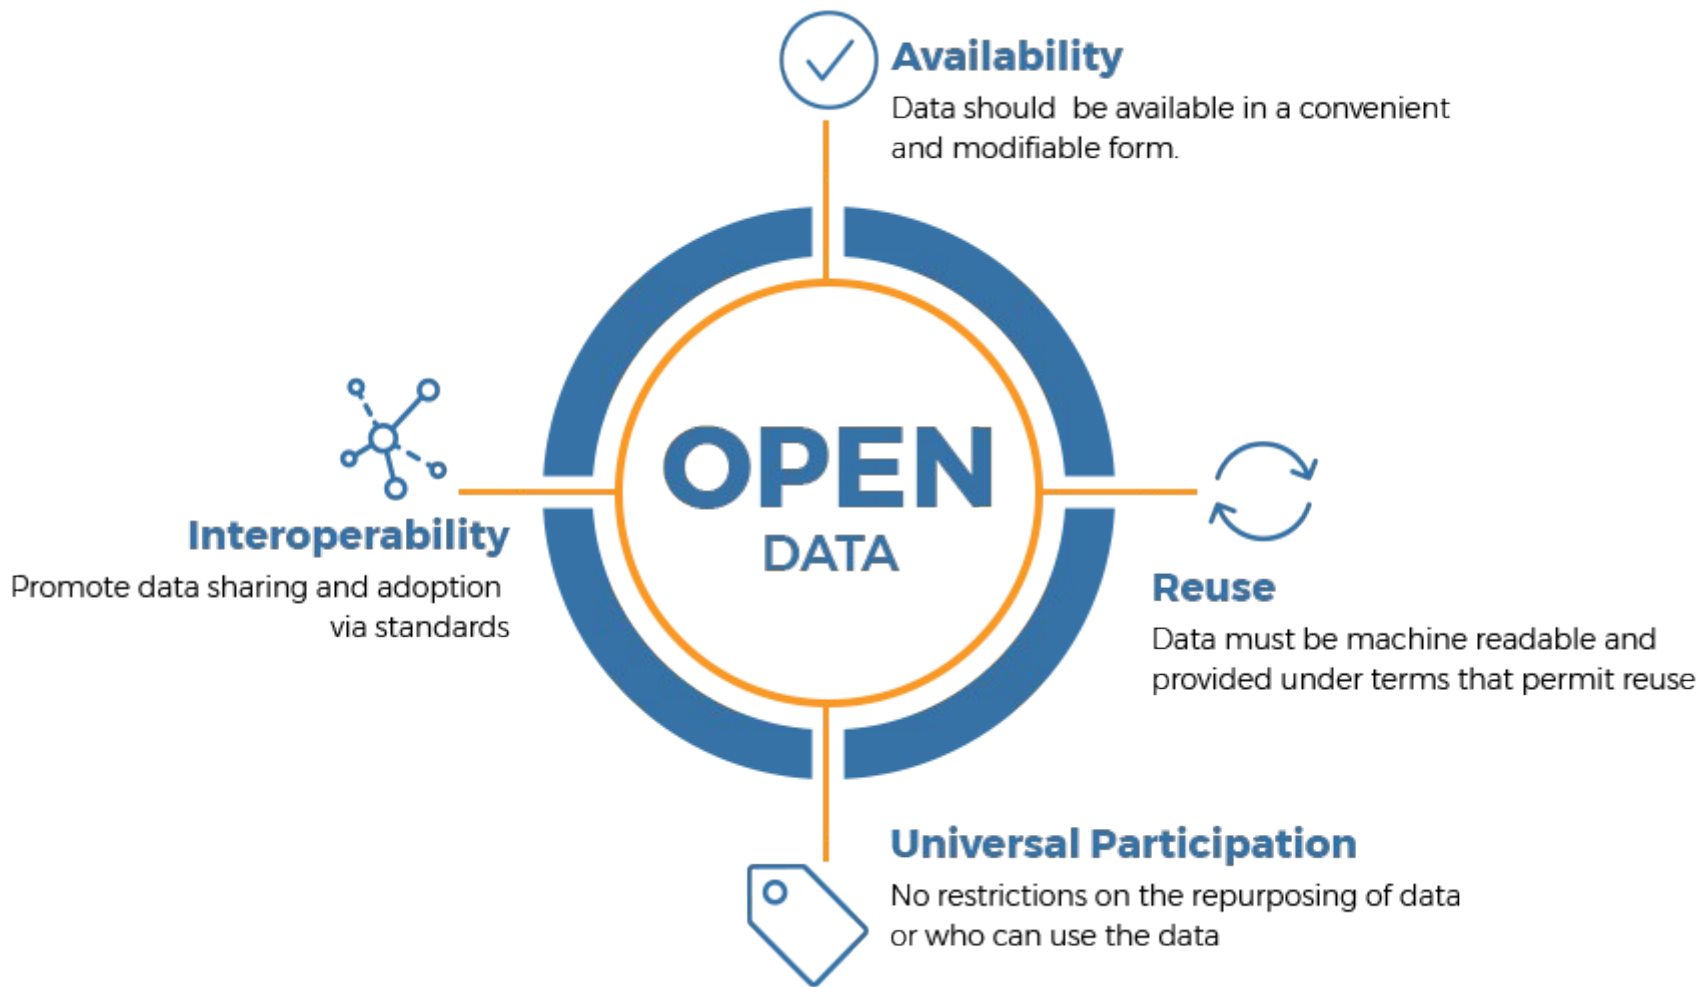 Availability
Data should be available in a convenient
and modifiable form.
OPEN
DATA
Interoperability
Promote data sharing and adoption
via standards
Reuse
Data must be machine readable and
provided under terms that permit reuse
Universal Participation
No restrictions on the repurposing of data
or who can use the data